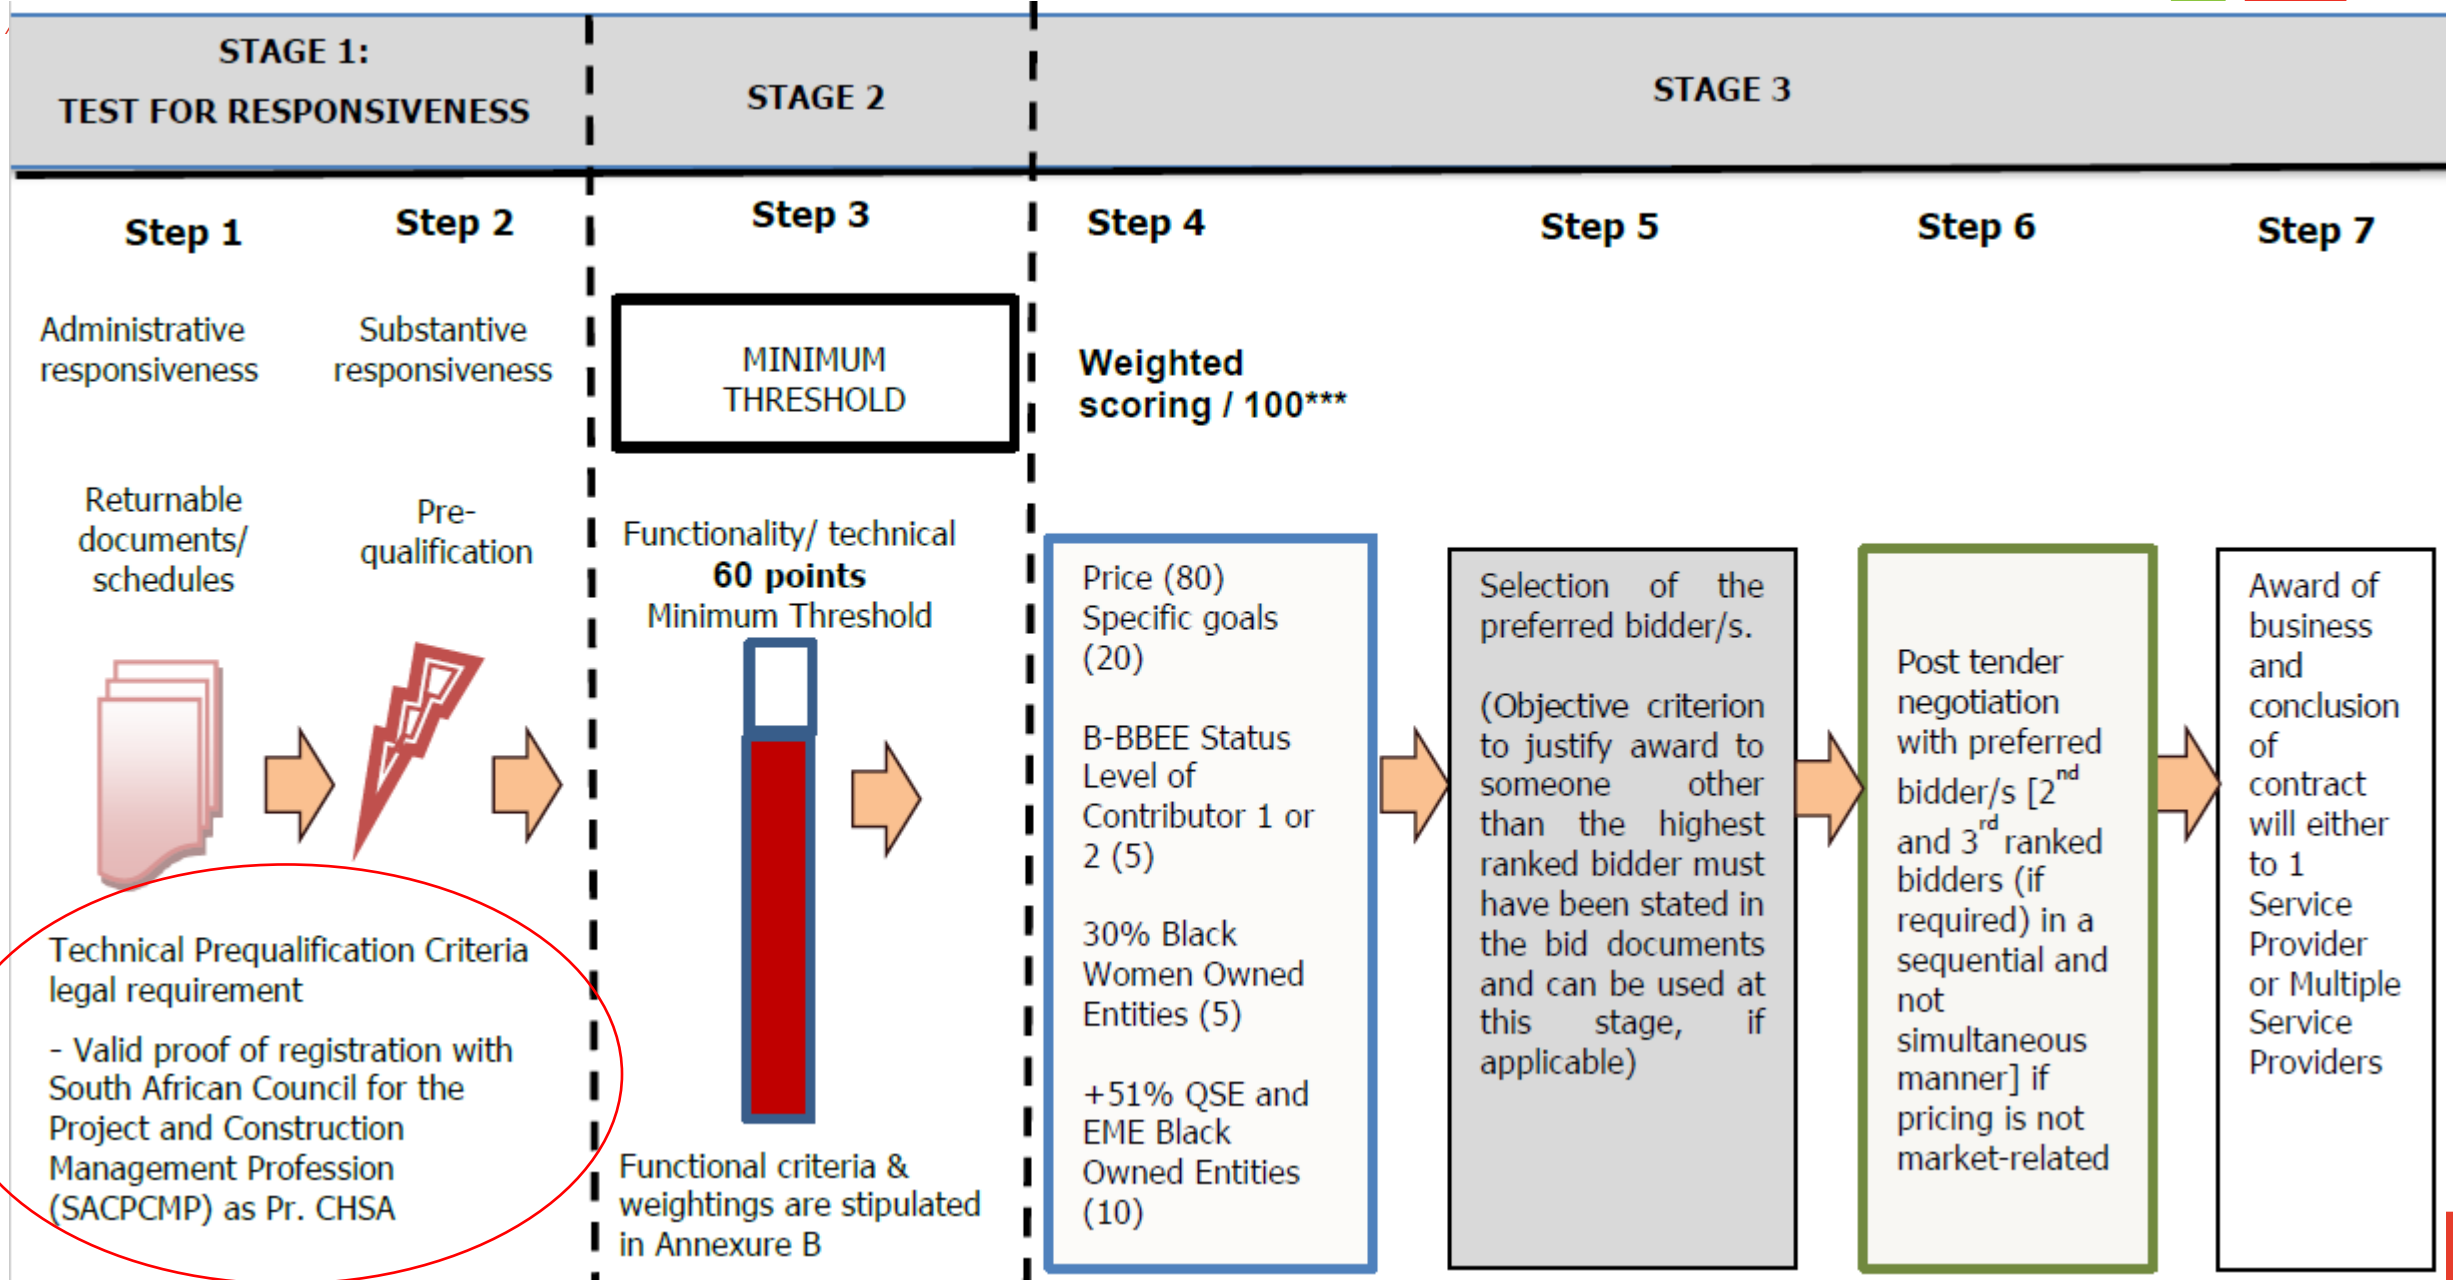 STAGE 1:
TEST FOR RESPONSIVENESS
STAGE 2
STAGE 3
Step 1
Step 2
Step 3
Step 4
Step 5
Step 6
Step 7
Administrative
responsiveness
Substantive
responsiveness
MINIMUM
THRESHOLD
Weighted
scoring / 100***
Returnable
documents/
schedules
Pre-
qualification
Functionality/ technical
60 points
Minimum Threshold
Technical Prequalification Criteria
legal requirement
- Valid proof of registration with
South African Council for the
Project and Construction
Management Profession
(SACPCMP) as Pr. CHSA
Functional criteria &
weightings are stipulated
in Annexure B
Price (80)
Specific goals
(20)
B-BBEE Status
Level of
Contributor 1 or
2 (5)
30% Black
Women Owned
Entities (5)
+51% QSE and
EME Black
Owned Entities
(10)
Selection of the
preferred bidder/s.
(Objective criterion
to justify award to
someone other
than the highest
ranked bidder must
have been stated in
the bid documents
and can be used at
this stage, if
applicable)
Post tender
negotiation
with preferred
bidder/s [2nd
and 3rd ranked
bidders (if
required) in a
sequential and
not
simultaneous
manner] if
pricing is not
market-related
Award of
business
and
conclusion
of
contract
will either
to 1
Service
Provider
or Multiple
Service
Providers